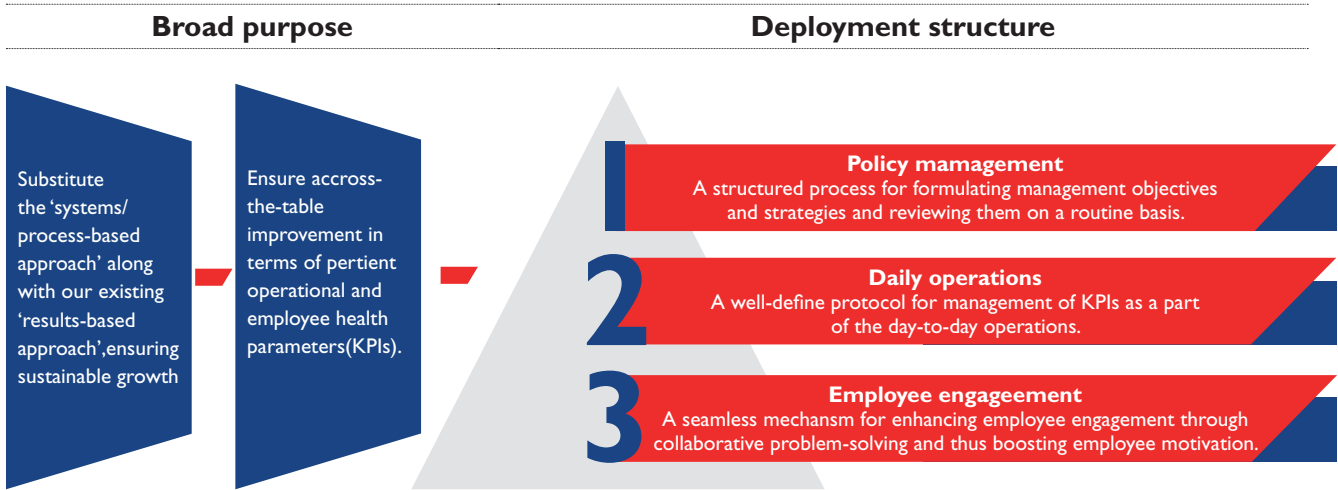 Broad purpose
Deployment structure
Substitute
the ‘systems/
process-based
approach’ along
with our existing
‘results-based
approach’,ensuring
sustainable growth
Ensure accross-
the-table
improvement in
terms of pertient
operational and
employee health
parameters(KPIs).
1
Policy mamagement
A structured process for formulating management objectives
and strategies and reviewing them on a routine basis.
2
Daily operations
A well-define protocol for management of KPIs as a part
of the day-to-day operations.
3
Employee engageement
A seamless mechansm for enhancing employee engagement through
collaborative problem-solving and thus boosting employee motivation.